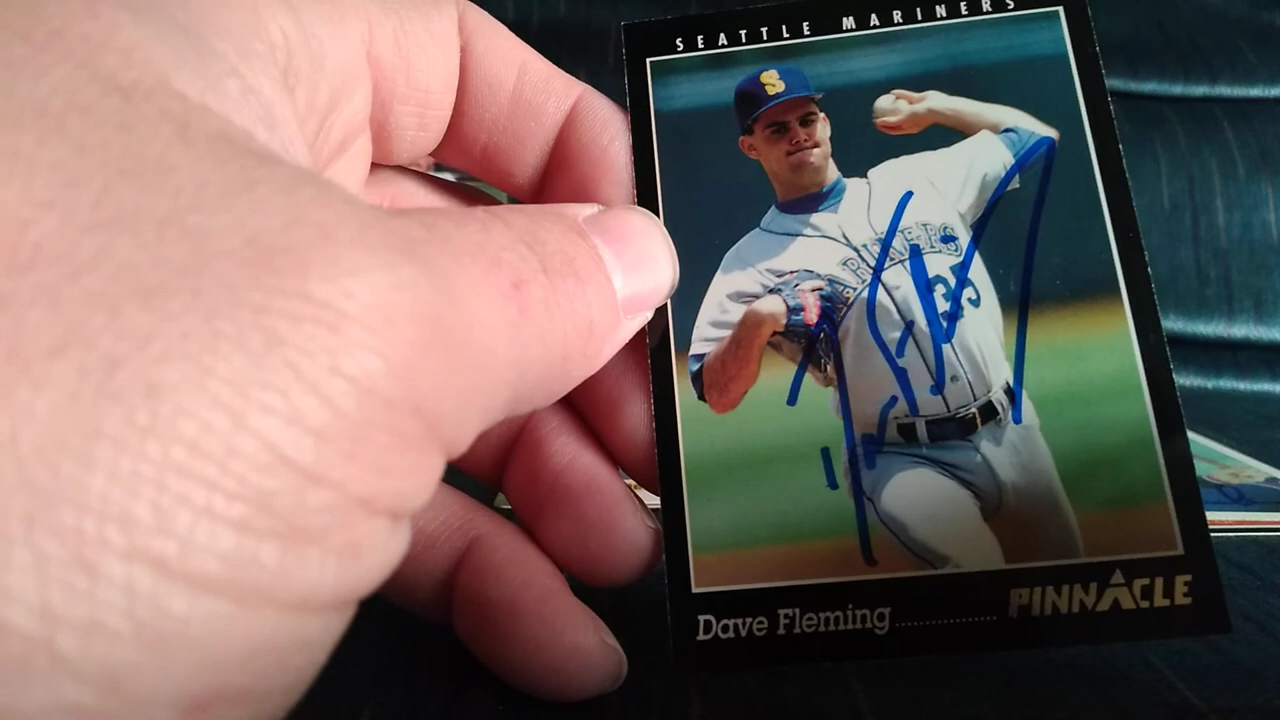 SEATTLE MARINERS
S
MARINERS
35
Dave Fleming................. PINNACLE